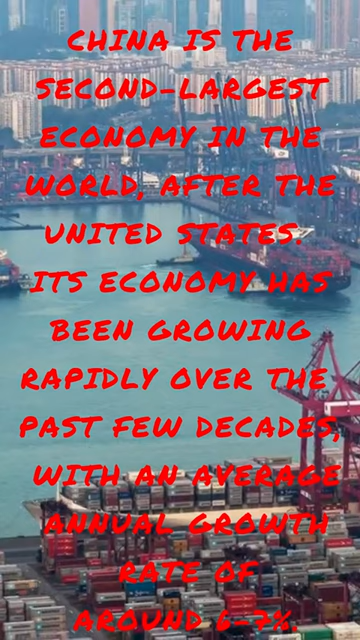 CHINA IS THE
SECOND-LARGEST
ECONOMY IN THE
WORLD, AFTER THE
UNITED STATES.
ITS ECONOMY HAS
BEEN GROWING
RAPIDLY OVER THE
PAST FEW DECADES,
WITH AN AVERAGE
ANNUAL GROWTH
RATE OF
AROUND 6-7%.